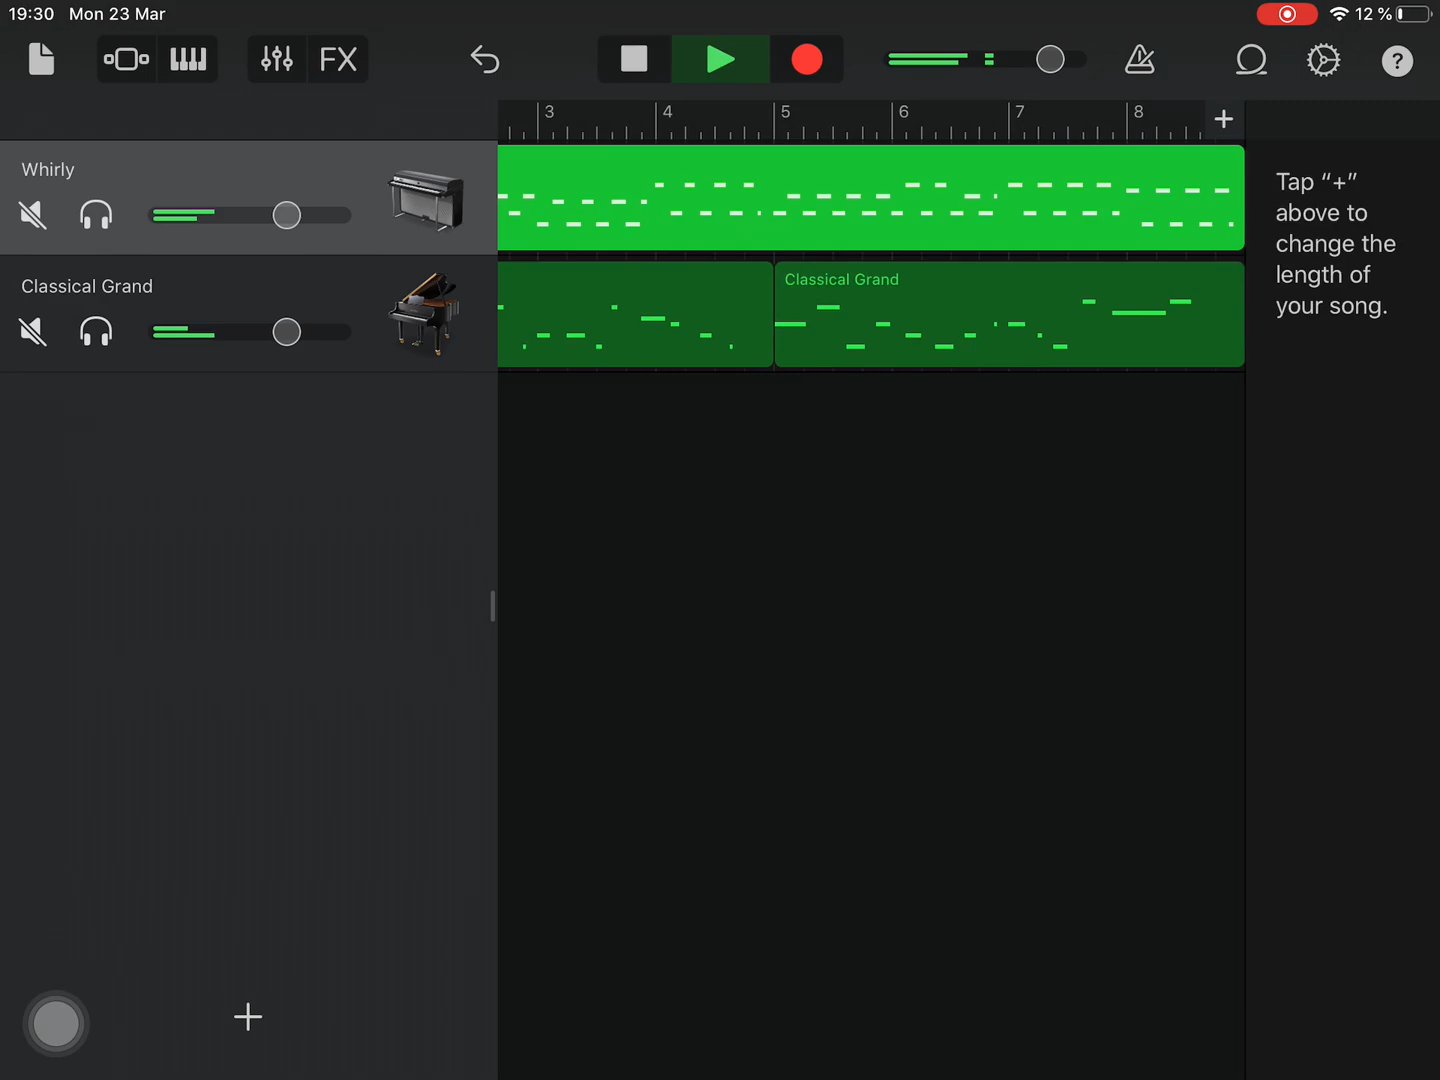 19:30 Mon 23 Mar 12 %
FX ?
3 4 5 6 7 8 +
Whirly
Tap “+”
above to
change the
length of
your song.
Classical Grand Classical Grand
+